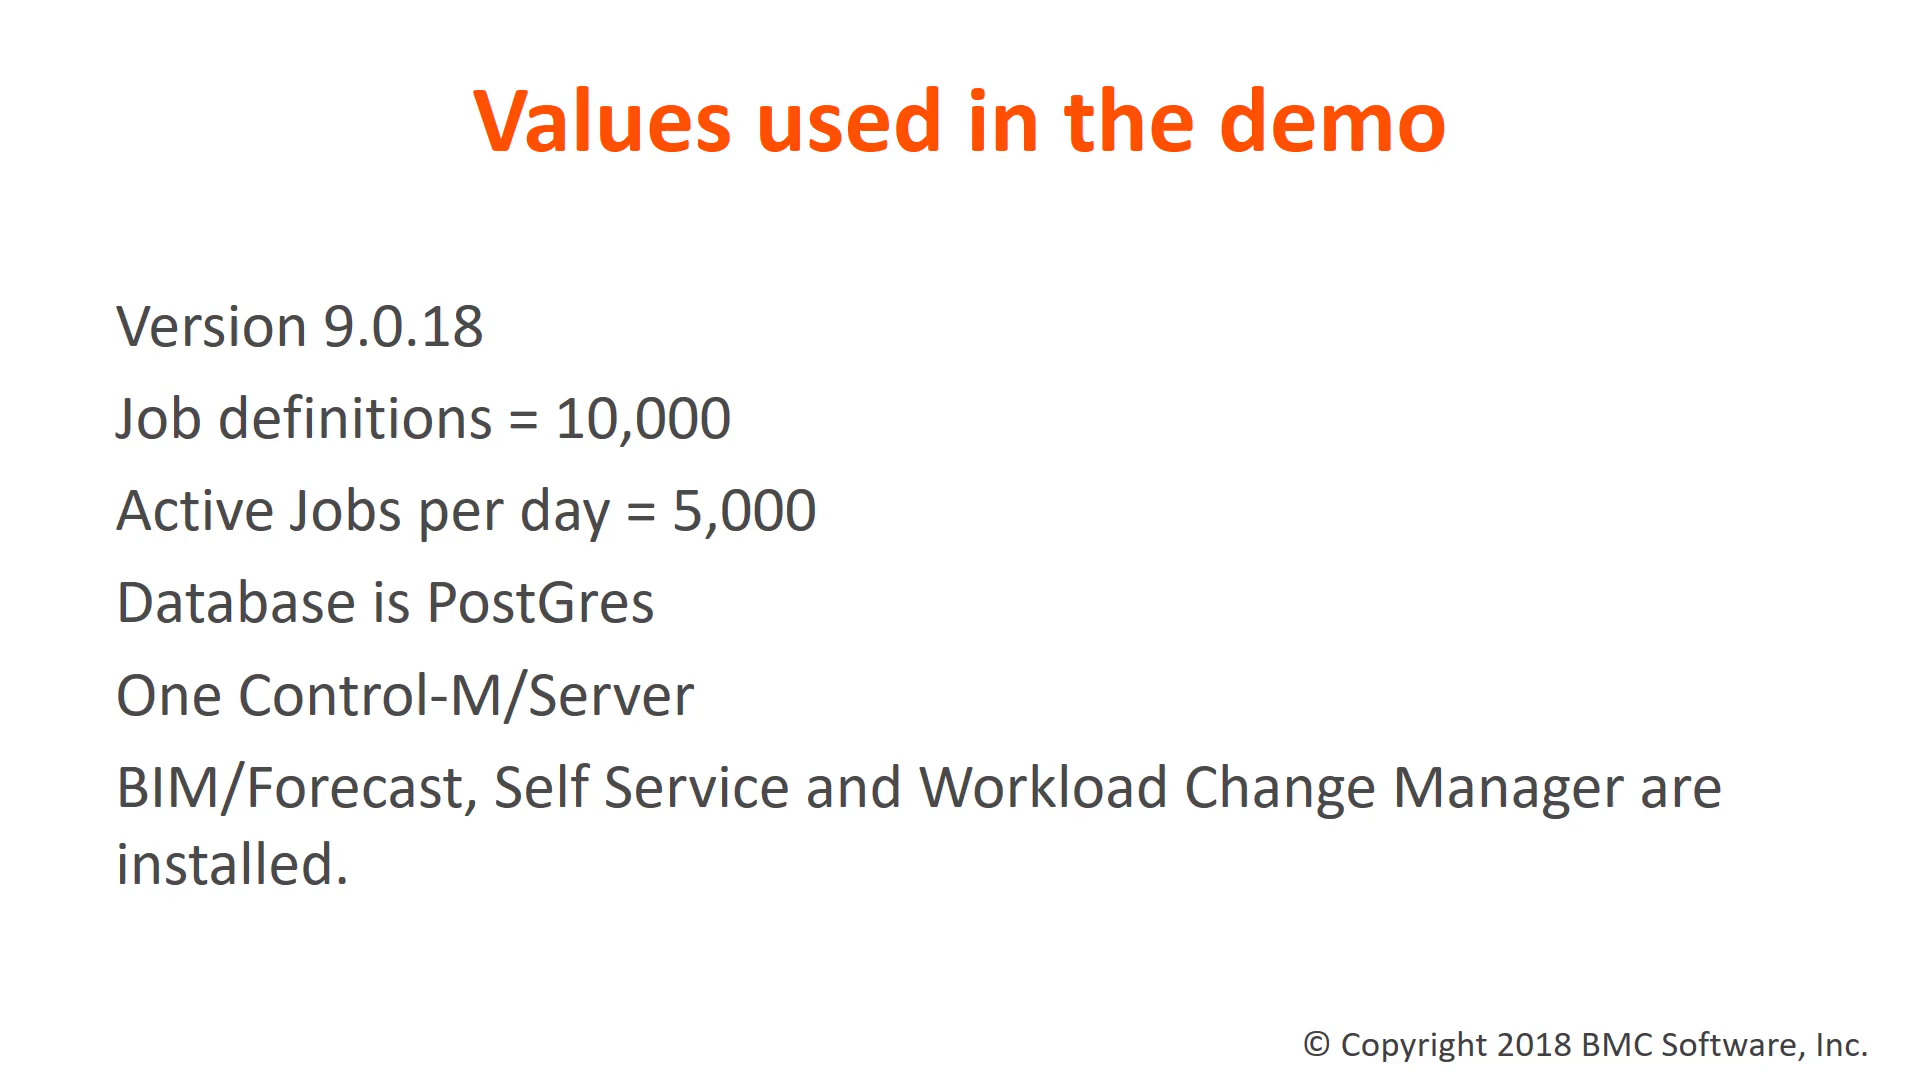 Values used in the demo
Version 9.0.18
Job definitions = 10,000
Active Jobs per day = 5,000
Database is PostGres
One Control-M/Server
BIM/Forecast, Self Service and Workload Change Manager are
installed.
© Copyright 2018 BMC Software, Inc.